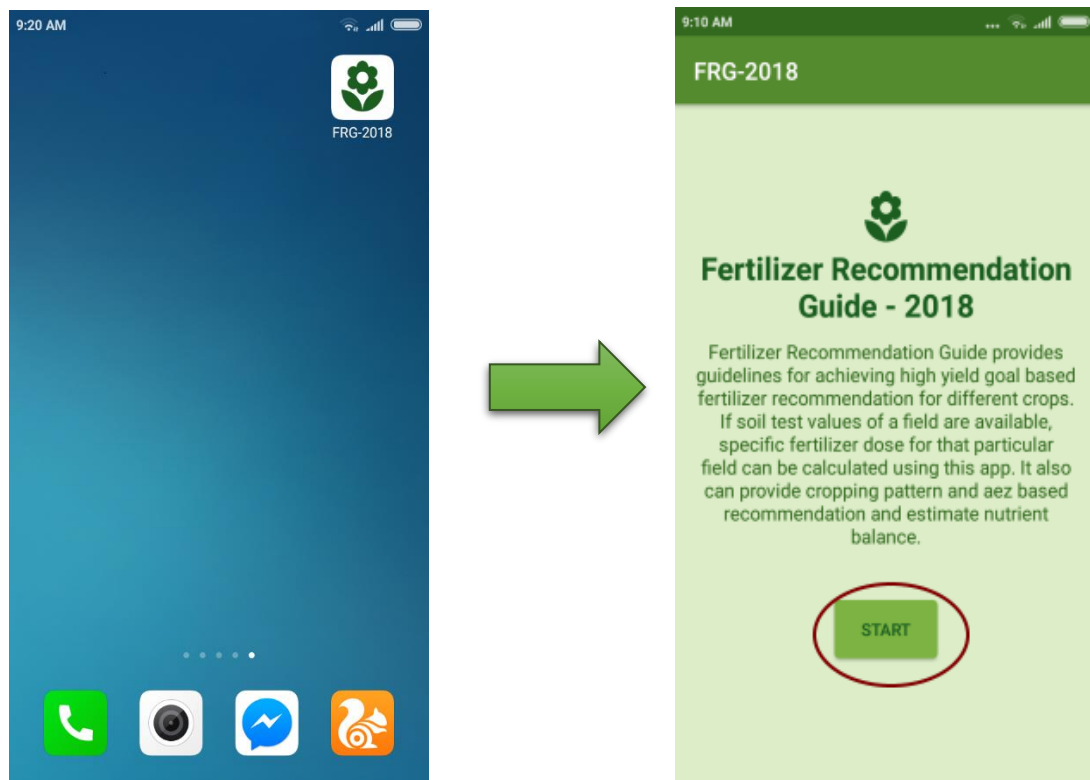 9:20 AM
FRG-2018
9:10 AM
FRG-2018
Fertilizer Recommendation
Guide - 2018
Fertilizer Recommendation Guide provides
guidelines for achieving high yield goal based
fertilizer recommendation for different crops.
If soil test values of a field are available,
specific fertilizer dose for that particular
field can be calculated using this app. It also
can provide cropping pattern and aez based
recommendation and estimate nutrient
balance.
START